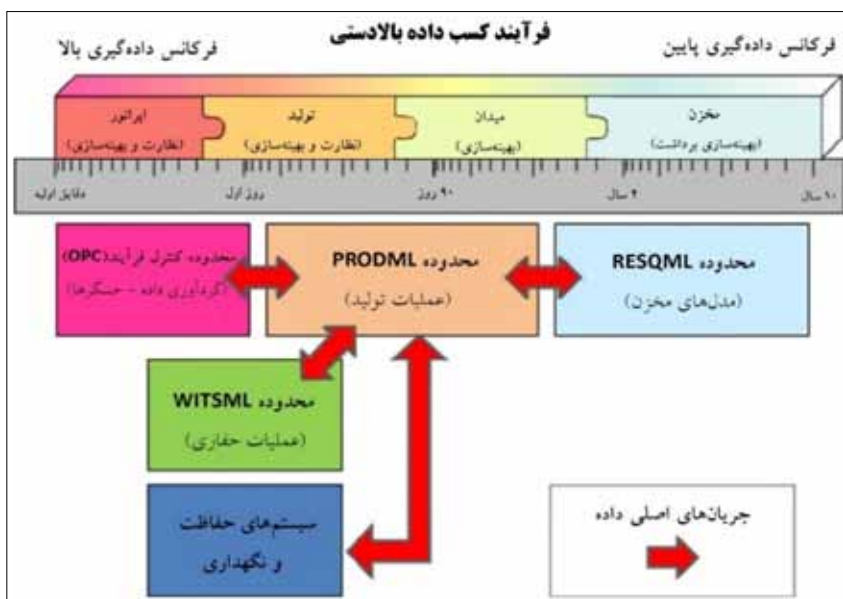 فرآیند کسب داده بالادستی
فرکانس داده‌گیری پایین
فرکانس داده‌گیری بالا
مخزن
(بهینه‌سازی برداشت)
میدان
(بهینه‌سازی)
تولید
(نظارت و بهینه‌سازی)
اپراتور
(نظارت و بهینه‌سازی)
۱۰ سال
۲ سال
۹۰ روز
روز اول
دقایق اولیه
محدوده RESQML
(مدل‌های مخزن)
محدوده PRODML
(عملیات تولید)
محدوده کنترل فرآیند(OPC)
(گردآوری داده - حسگرها)
محدوده WITSML
(عملیات حفاری)
سیستم‌های حفاظت
و نگهداری
جریان‌های اصلی داده